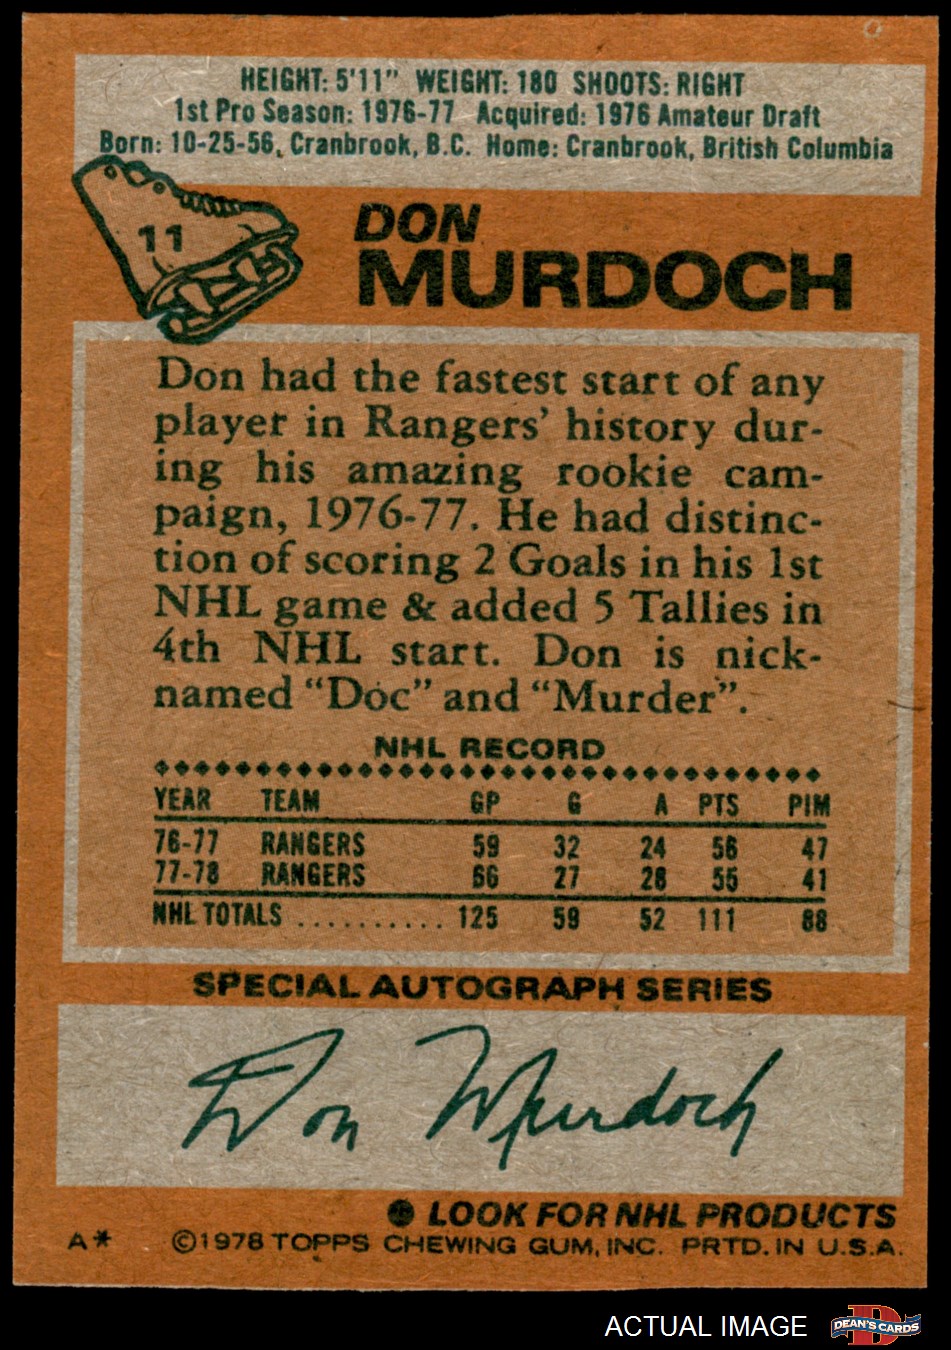 HEIGHT: 5'11" WEIGHT: 180 SHOOTS: RIGHT
1st Pro Season: 1976-77 Acquired: 1976 Amateur Draft
Born: 10-25-56, Cranbrook, B.C. Home: Cranbrook, British Columbia
11
DON
MURDOCH
Don had the fastest start of any
player in Rangers' history dur-
ing his amazing rookie cam-
paign, 1976-77. He had distinc-
tion of scoring 2 Goals in his 1st
NHL game & added 5 Tallies in
4th NHL start. Don is nick-
named "Doc" and "Murder".
NHL RECORD
YEAR TEAM GP G A PTS PIM
76-77 RANGERS 59 32 24 56 47
77-78 RANGERS 66 27 28 55 41
NHL TOTALS .......... 125 59 52 111 88
SPECIAL AUTOGRAPH SERIES
Don Murdoch
LOOK FOR NHL PRODUCTS
A* ©1978 TOPPS CHEWING GUM, INC. PRTD. IN U.S.A.
ACTUAL IMAGE
D
DEAN'S CARDS